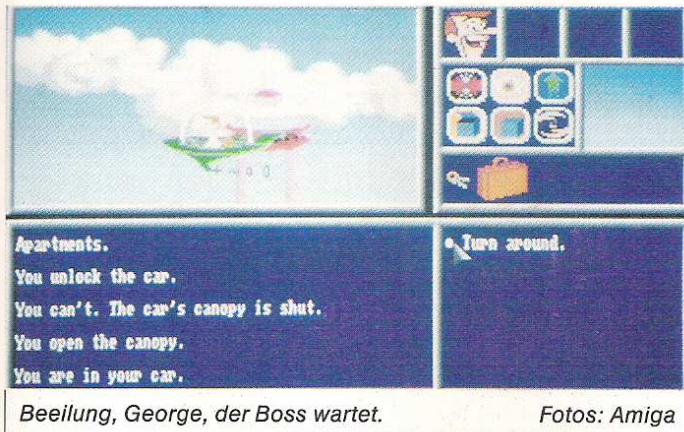 Apartments.
You unlock the car.
You can't. The car's canopy is shut.
You open the canopy.
You are in your car.
• Turn around.
Beeilung, George, der Boss wartet.
Fotos: Amiga